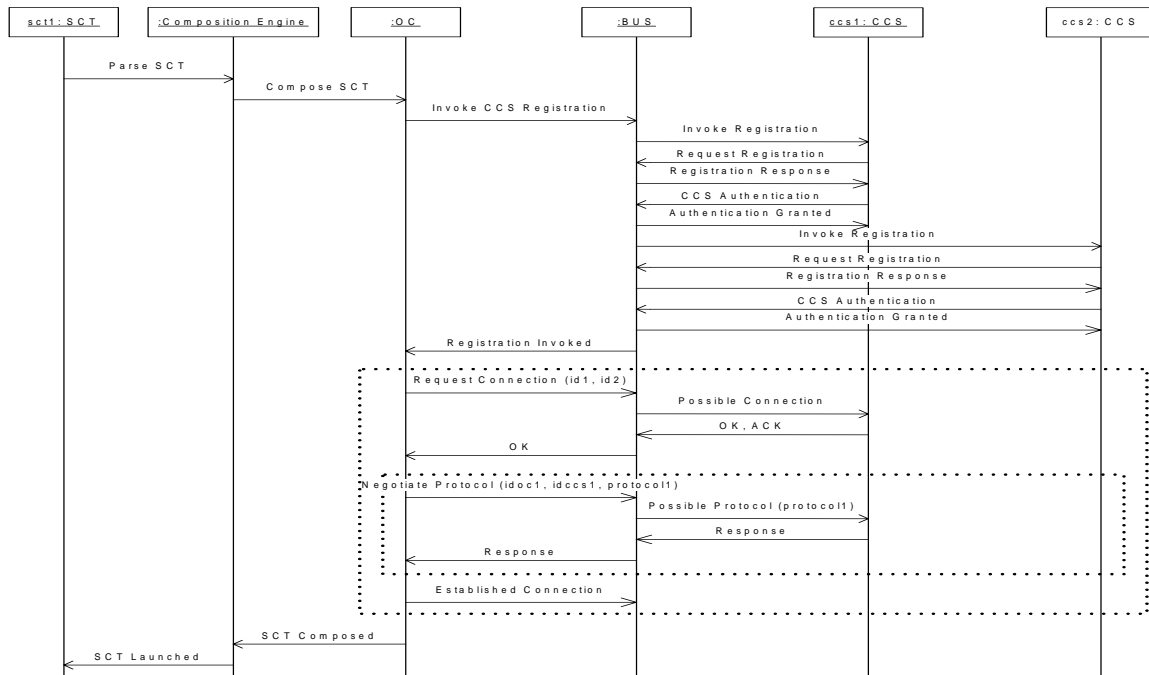 sct1: SCT
:Composition Engine
:OC
:BUS
ccs1: CCS
ccs2: CCS
Parse SCT
Compose SCT
Invoke CCS Registration
Invoke Registration
Request Registration
Registration Response
CCS Authentication
Authentication Granted
Invoke Registration
Request Registration
Registration Response
CCS Authentication
Authentication Granted
Registration Invoked
Request Connection (id1, id2)
Possible Connection
OK, ACK
OK
Negotiate Protocol (idoc1, idccs1, protocol1)
Possible Protocol (protocol1)
Response
Response
Established Connection
SCT Composed
SCT Launched